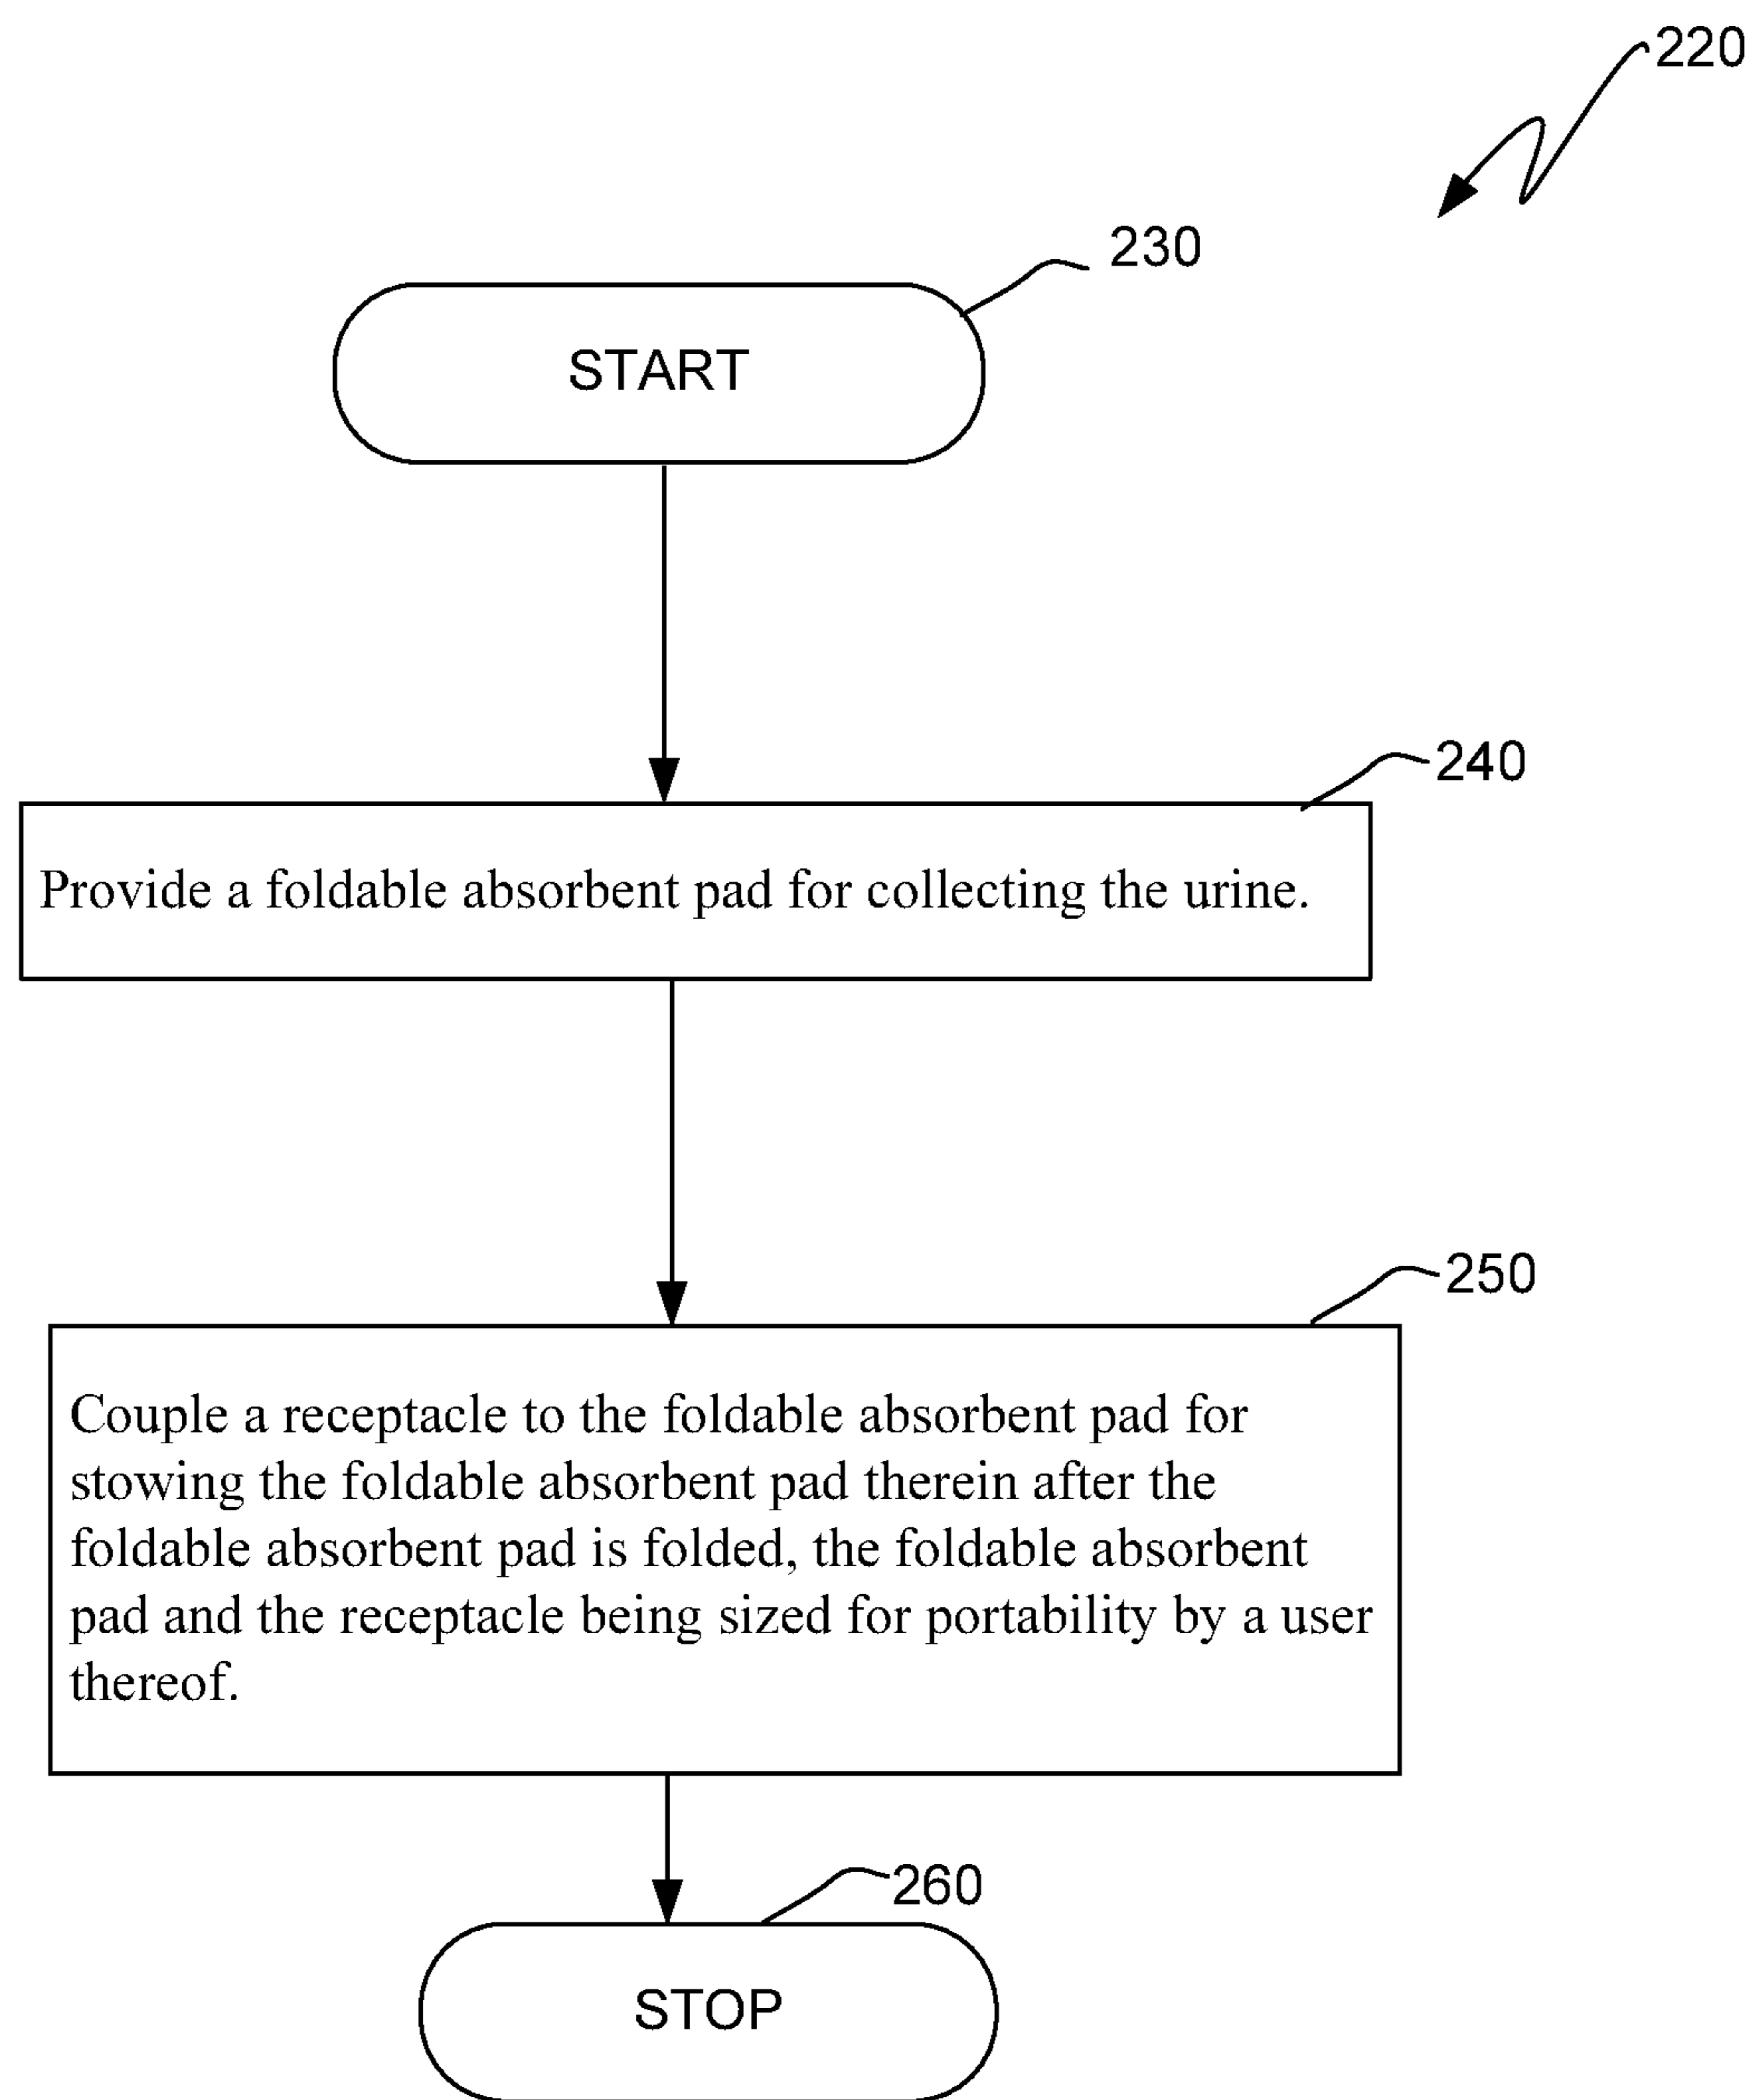 220
230
START
240
Provide a foldable absorbent pad for collecting the urine.
250
Couple a receptacle to the foldable absorbent pad for
stowing the foldable absorbent pad therein after the
foldable absorbent pad is folded, the foldable absorbent
pad and the receptacle being sized for portability by a user
thereof.
260
STOP